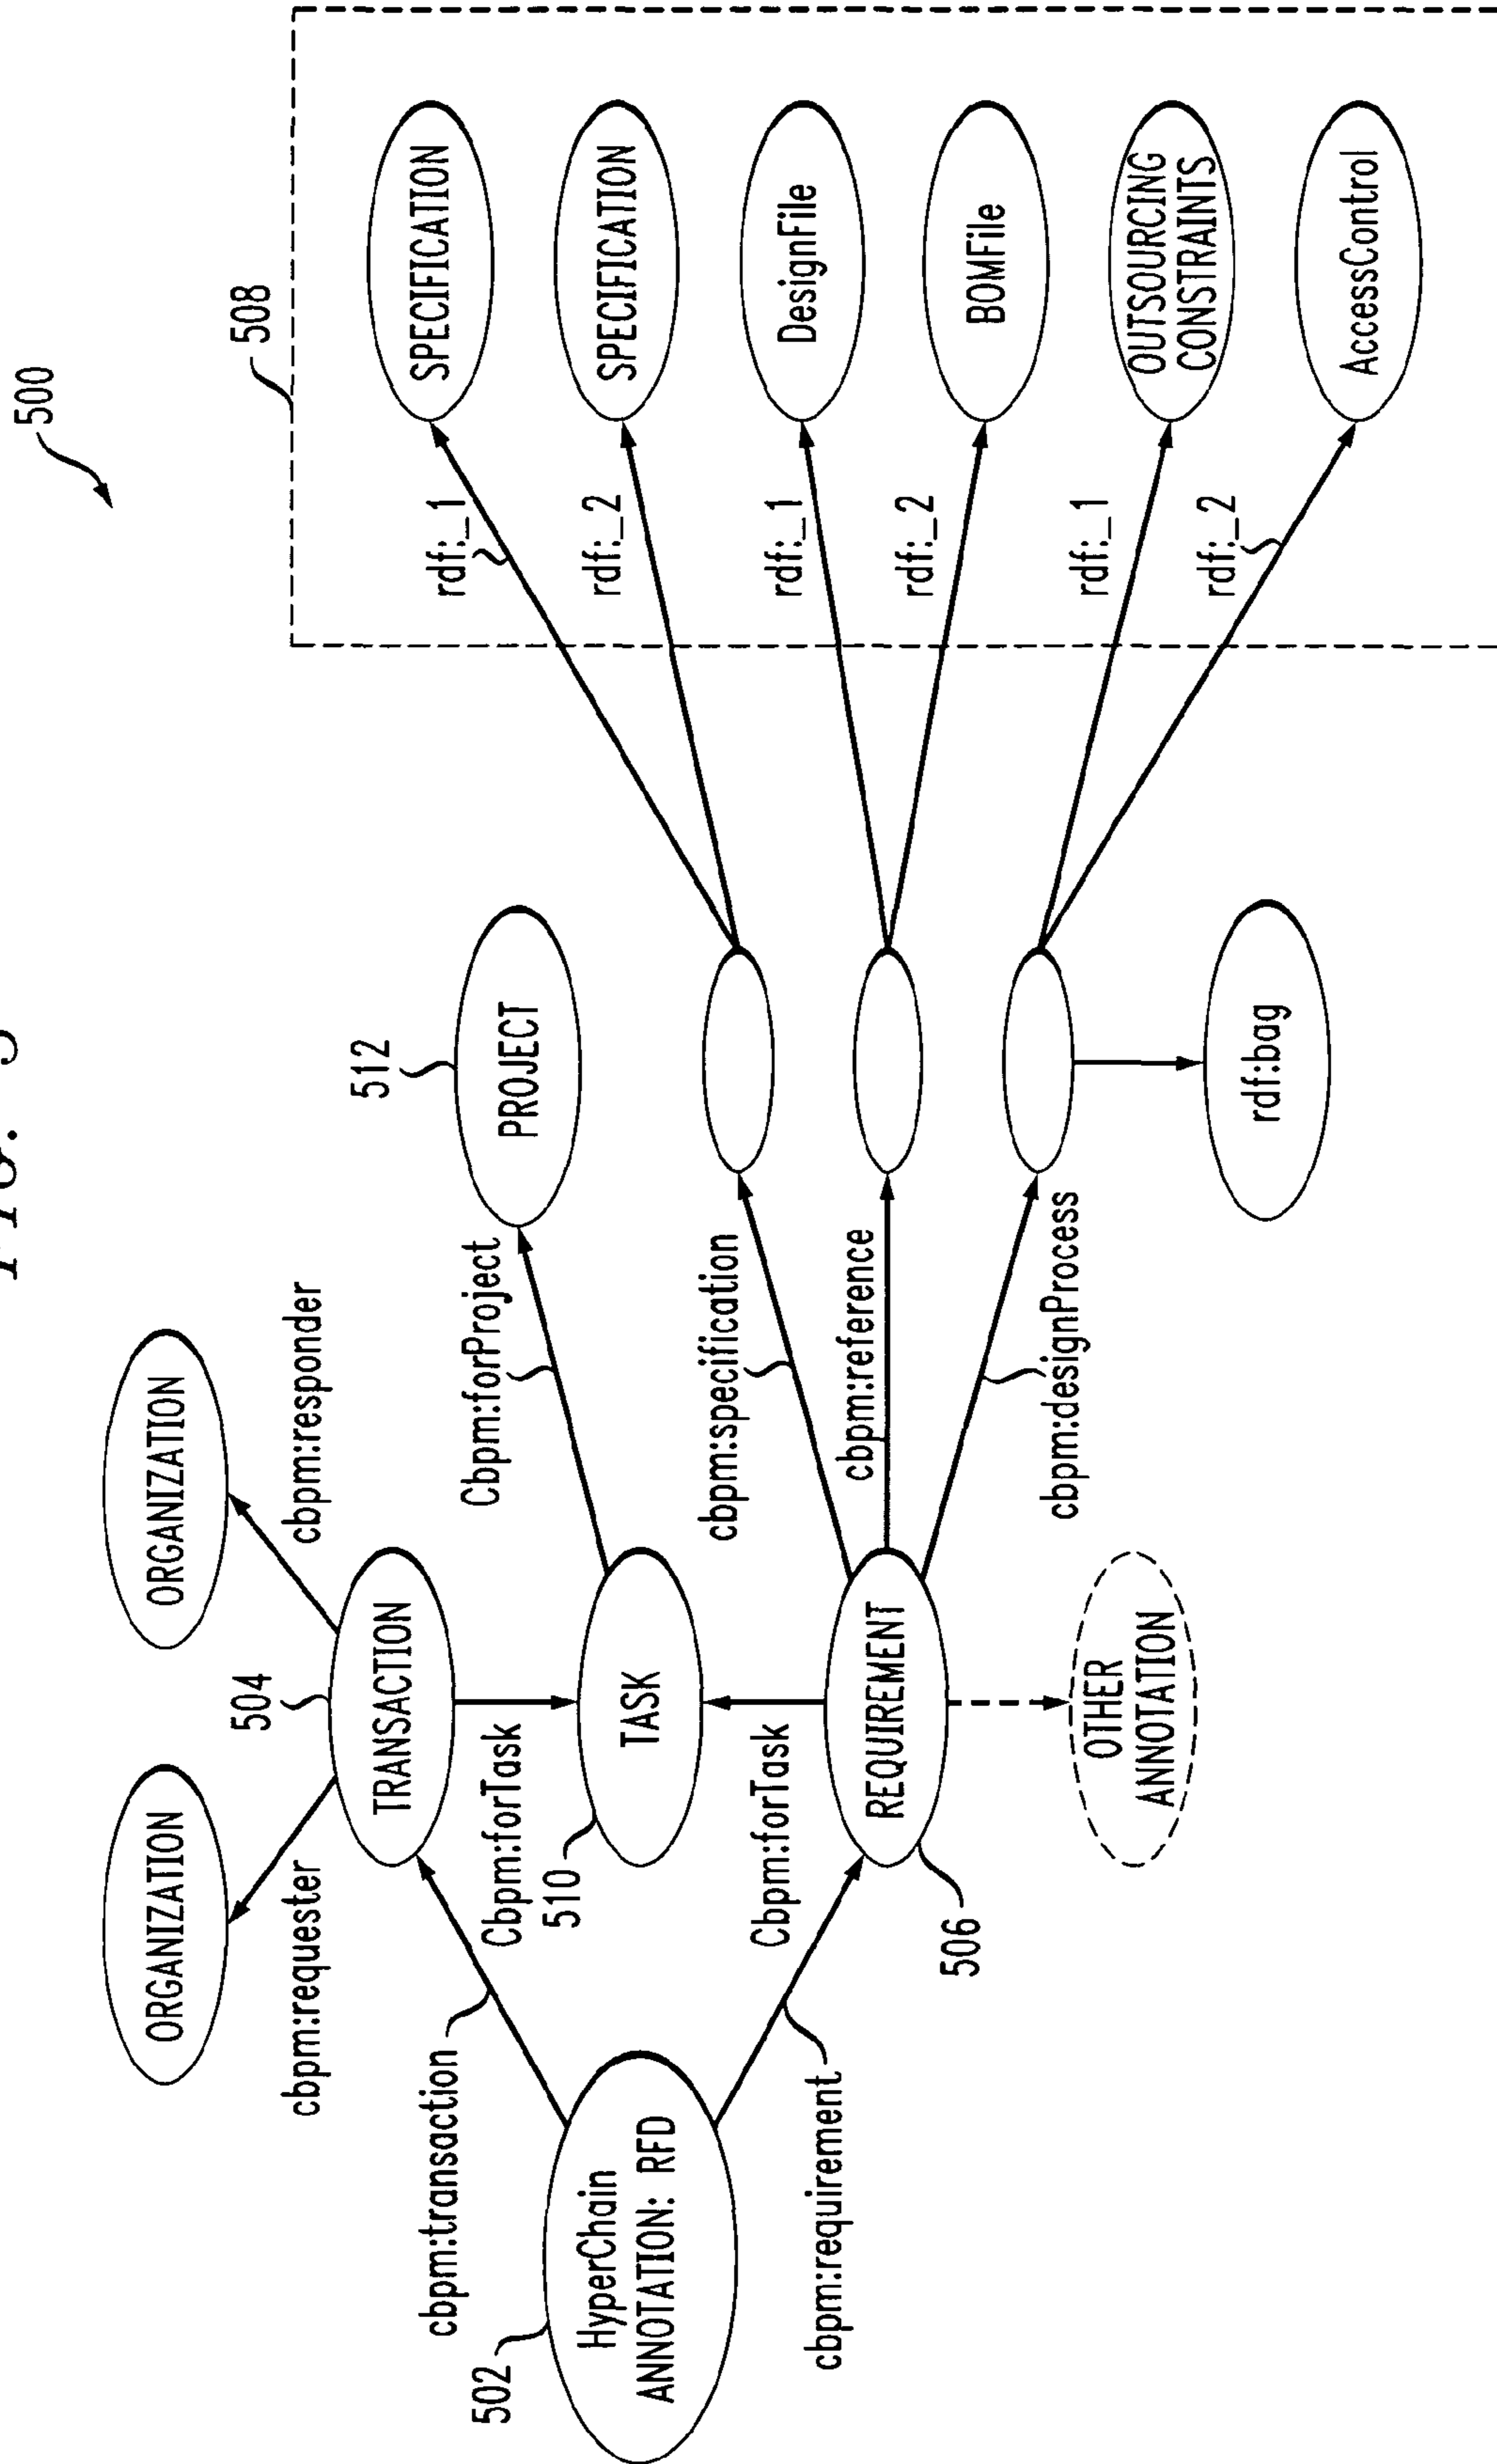 FIG. 5
500
508
ORGANIZATION
ORGANIZATION
cbpm:requester
cbpm:responder
504
TRANSACTION
cbpm:transaction
Cbpm:forTask
502
HyperChain
ANNOTATION: RFD
510
TASK
Cbpm:forProject
512
PROJECT
cbpm:requirement
Cbpm:forTask
506
REQUIREMENT
OTHER
ANNOTATION
cbpm:specification
cbpm:reference
cbpm:designProcess
rdf:bag
rdf:_1
SPECIFICATION
rdf:_2
SPECIFICATION
rdf:_1
DesignFile
rdf:_2
BOMFile
rdf:_1
OUTSOURCING
CONSTRAINTS
rdf:_2
AccessControl